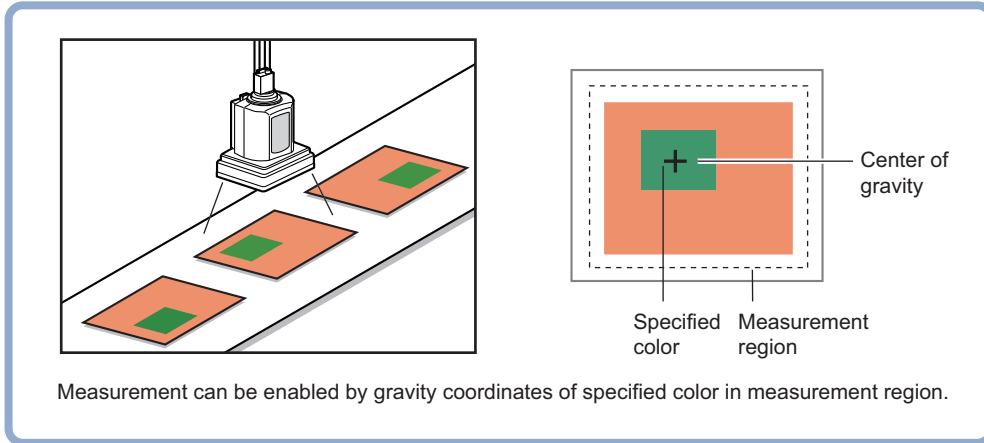 Center of
gravity
Specified
color
Measurement
region
Measurement can be enabled by gravity coordinates of specified color in measurement region.